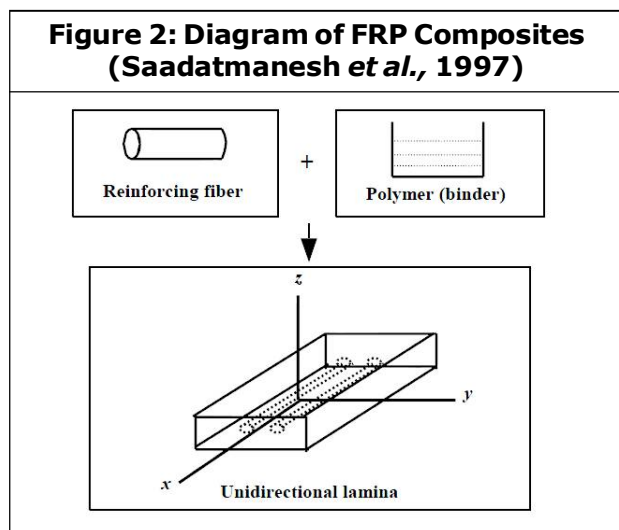 Figure 2: Diagram of FRP Composites
(Saadatmanesh et al., 1997)
Reinforcing fiber
+
Polymer (binder)
z
y
x
Unidirectional lamina